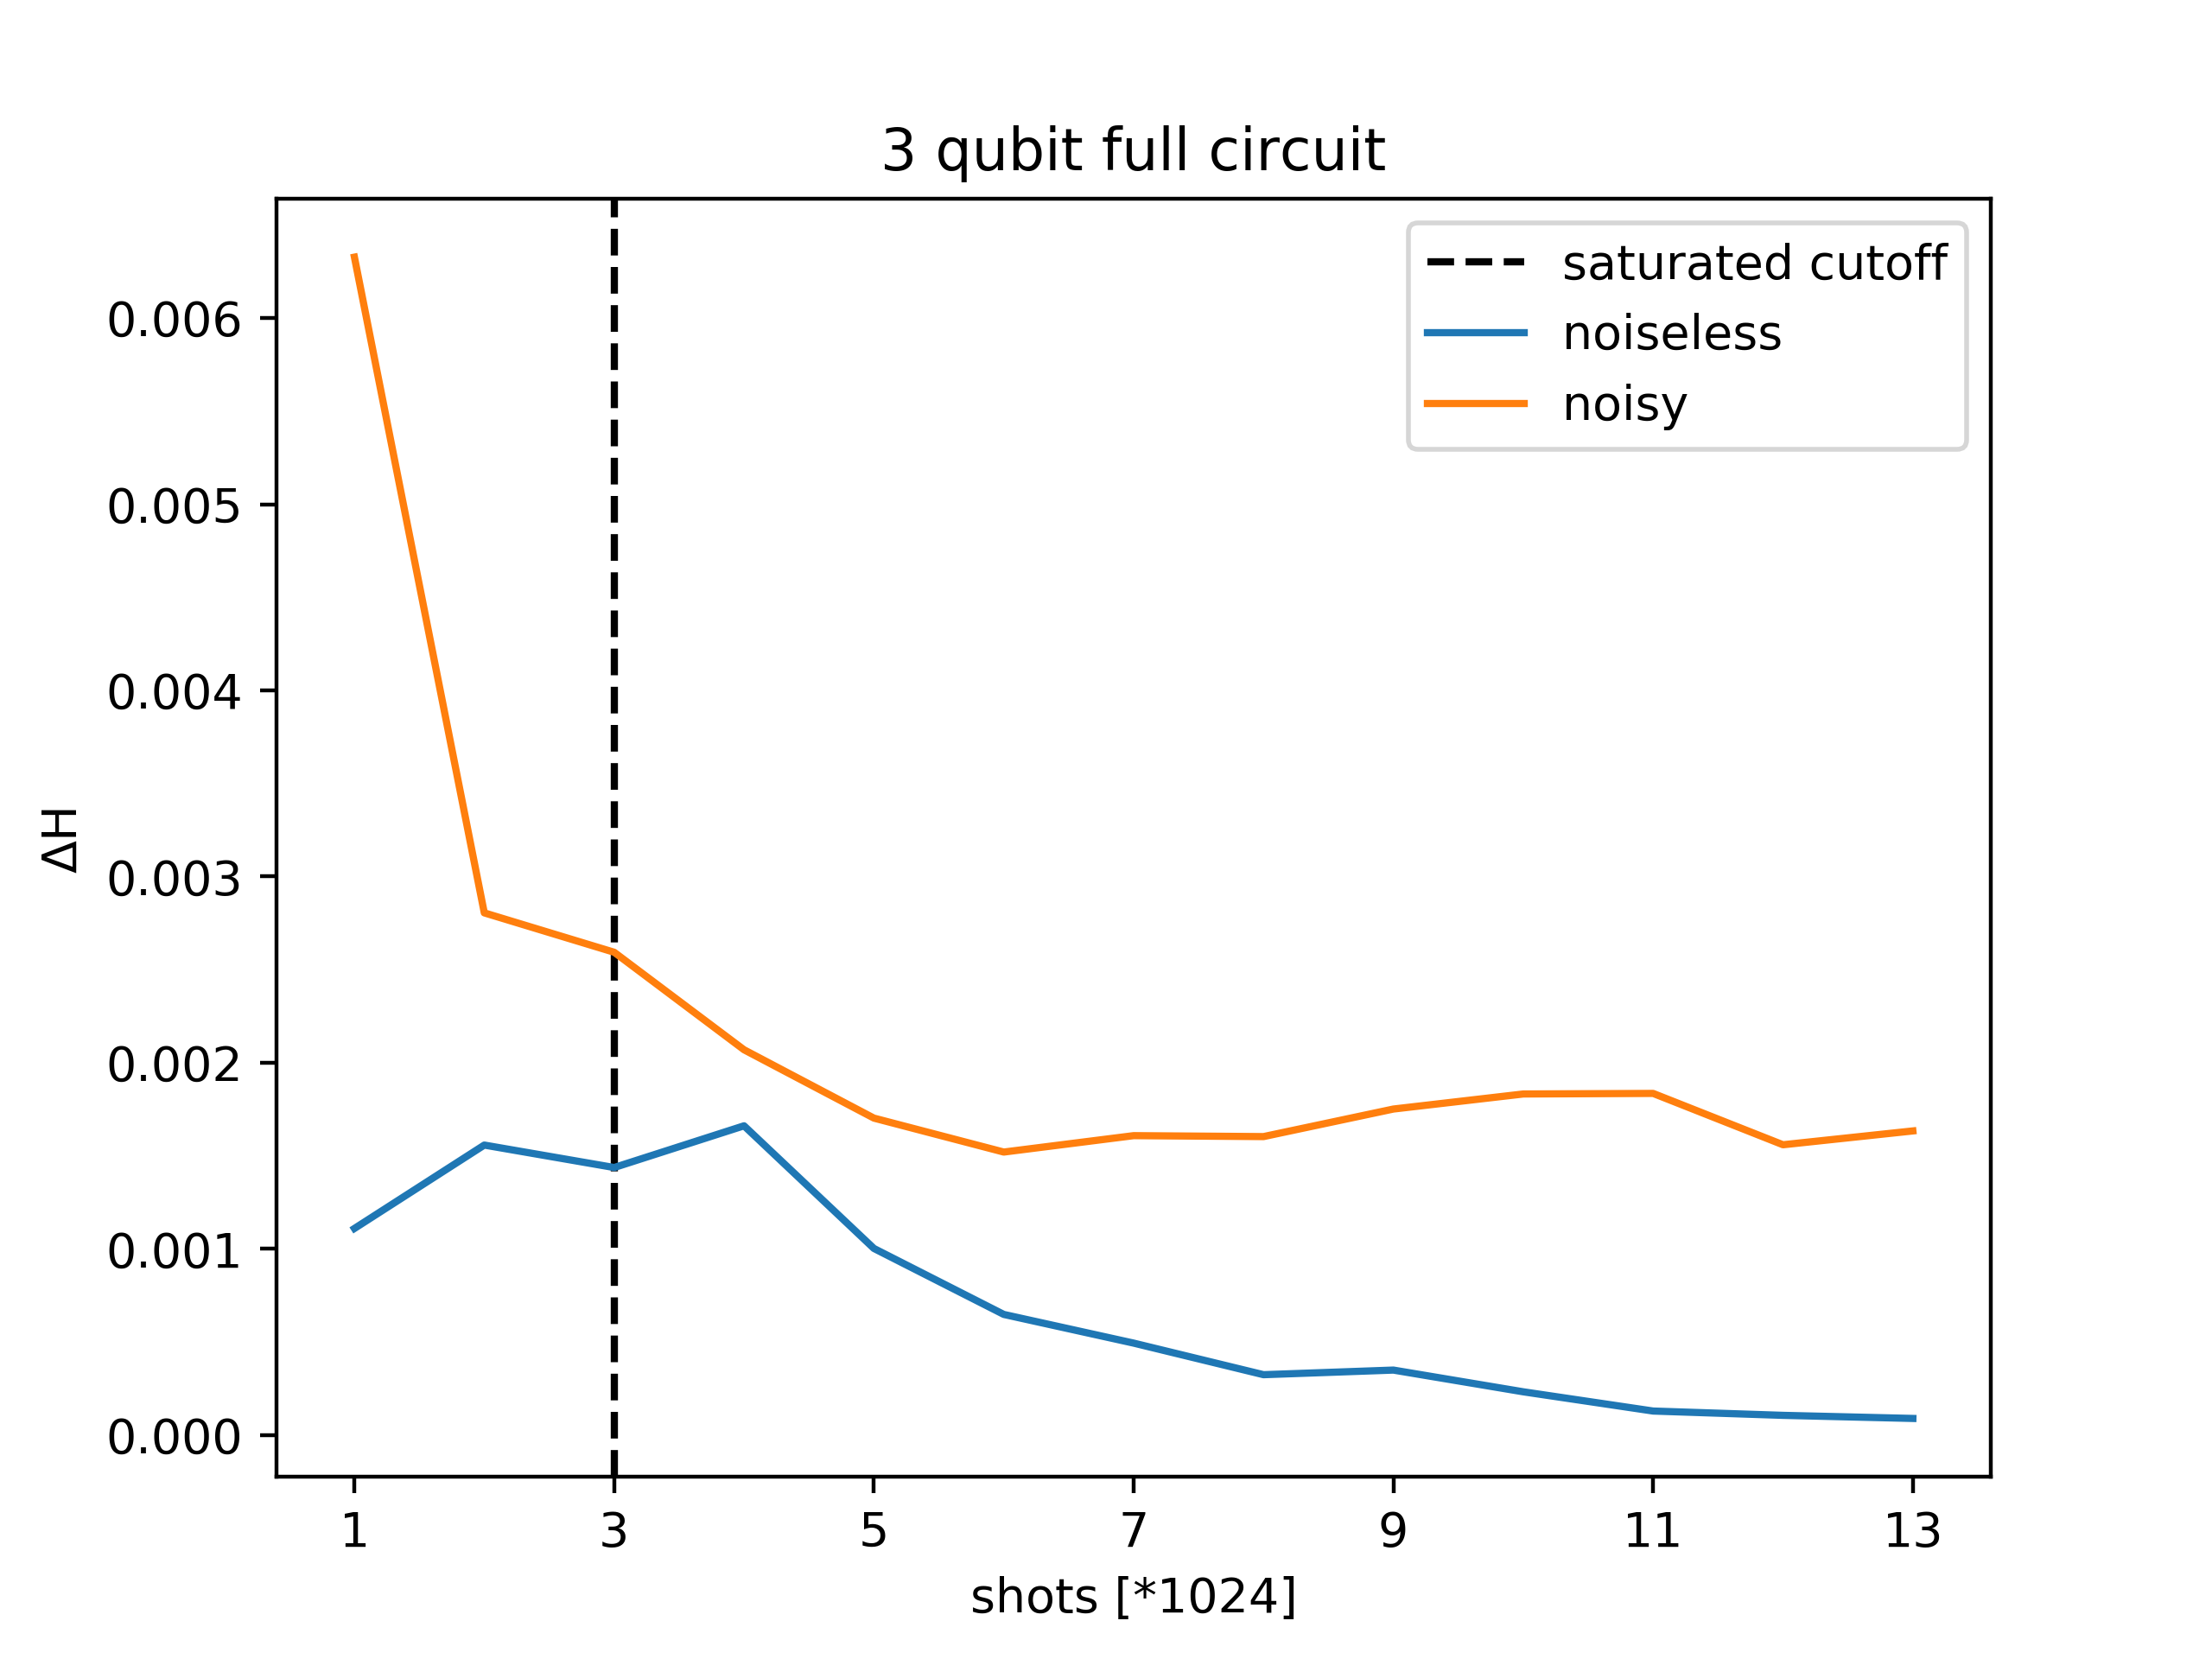 3 qubit full circuit
saturated cutoff
noiseless
noisy
0.006
0.005
0.004
0.003
0.002
0.001
0.000
ΔH
1 3 5 7 9 11 13
shots [*1024]